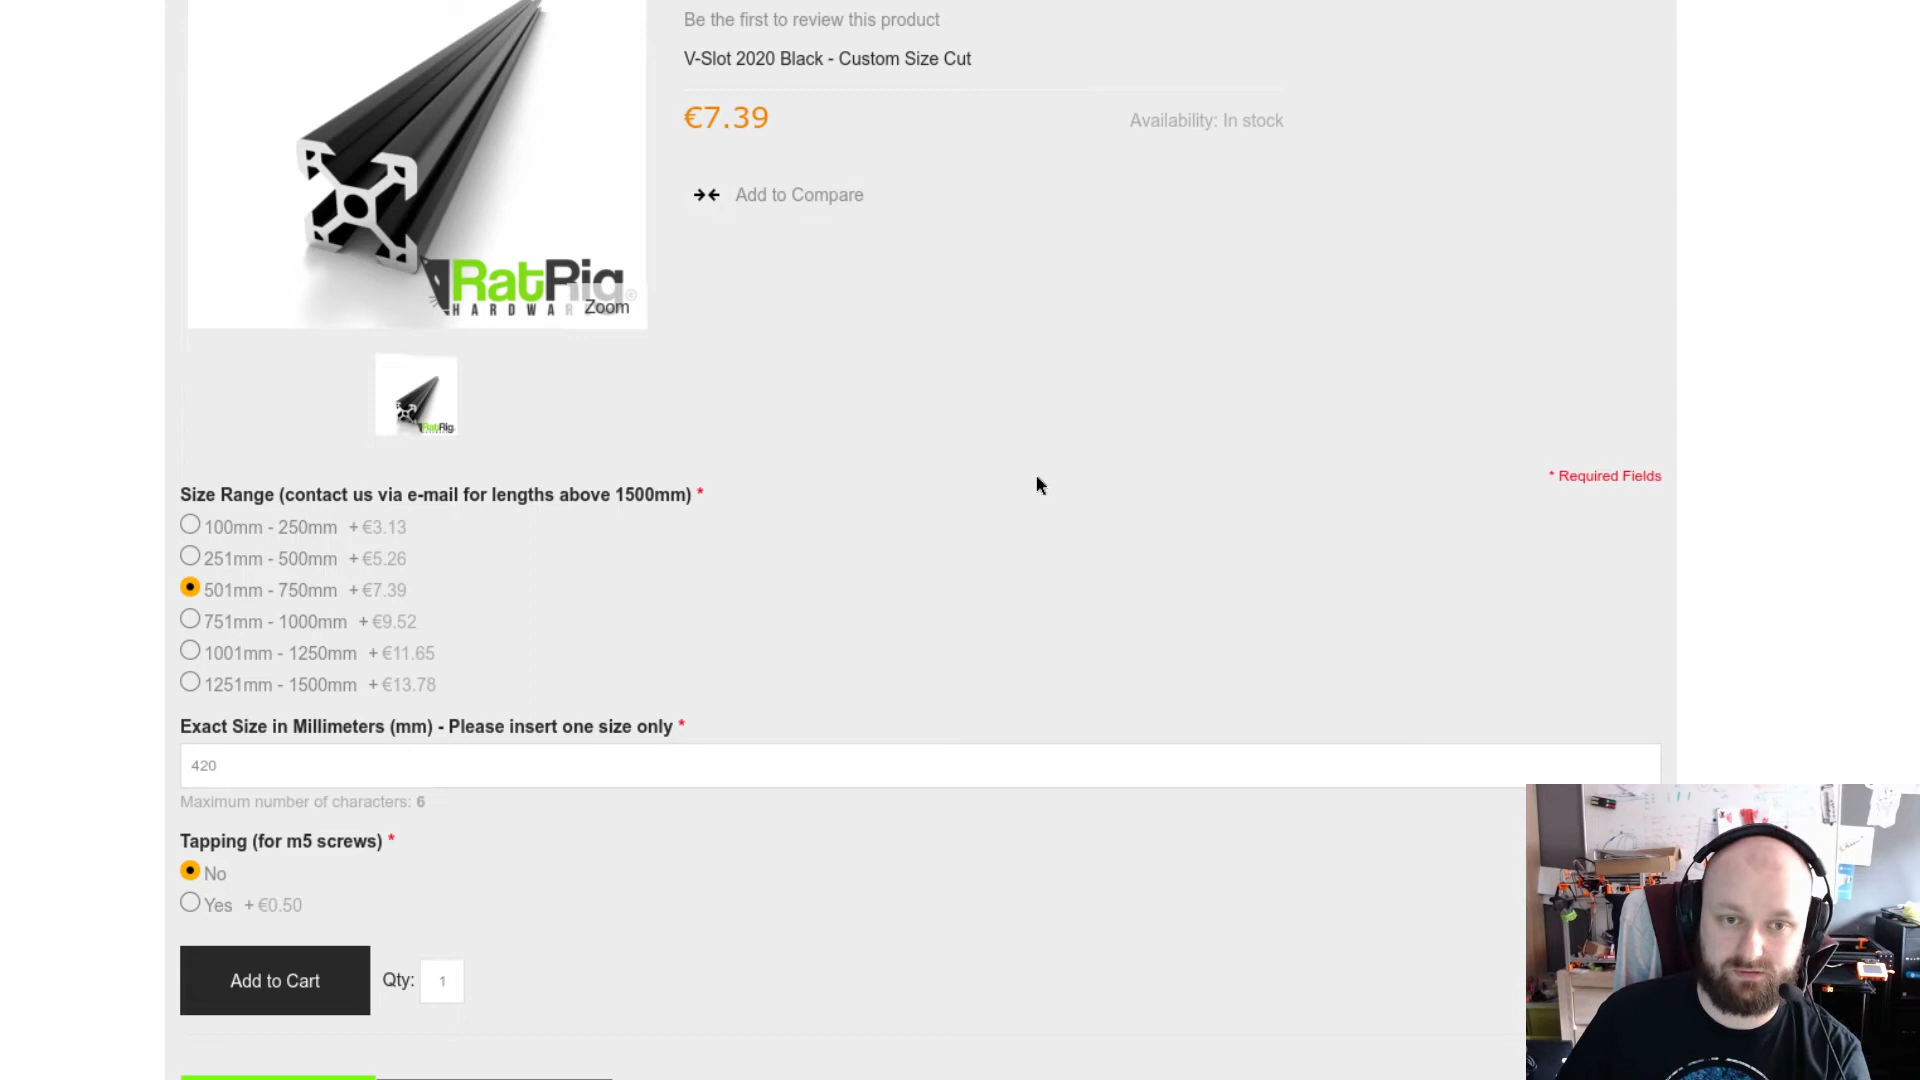 Be the first to review this product
V-Slot 2020 Black - Custom Size Cut
€7.39
Availability: In stock
Add to Compare
RatRig
HARDWAR
Zoom
RatRig
* Required Fields
Size Range (contact us via e-mail for lengths above 1500mm) *
100mm - 250mm + €3.13
251mm - 500mm + €5.26
501mm - 750mm + €7.39
751mm - 1000mm + €9.52
1001mm - 1250mm + €11.65
1251mm - 1500mm + €13.78
Exact Size in Millimeters (mm) - Please insert one size only *
420
Maximum number of characters: 6
Tapping (for m5 screws) *
No
Yes + €0.50
Add to Cart
Qty: 1